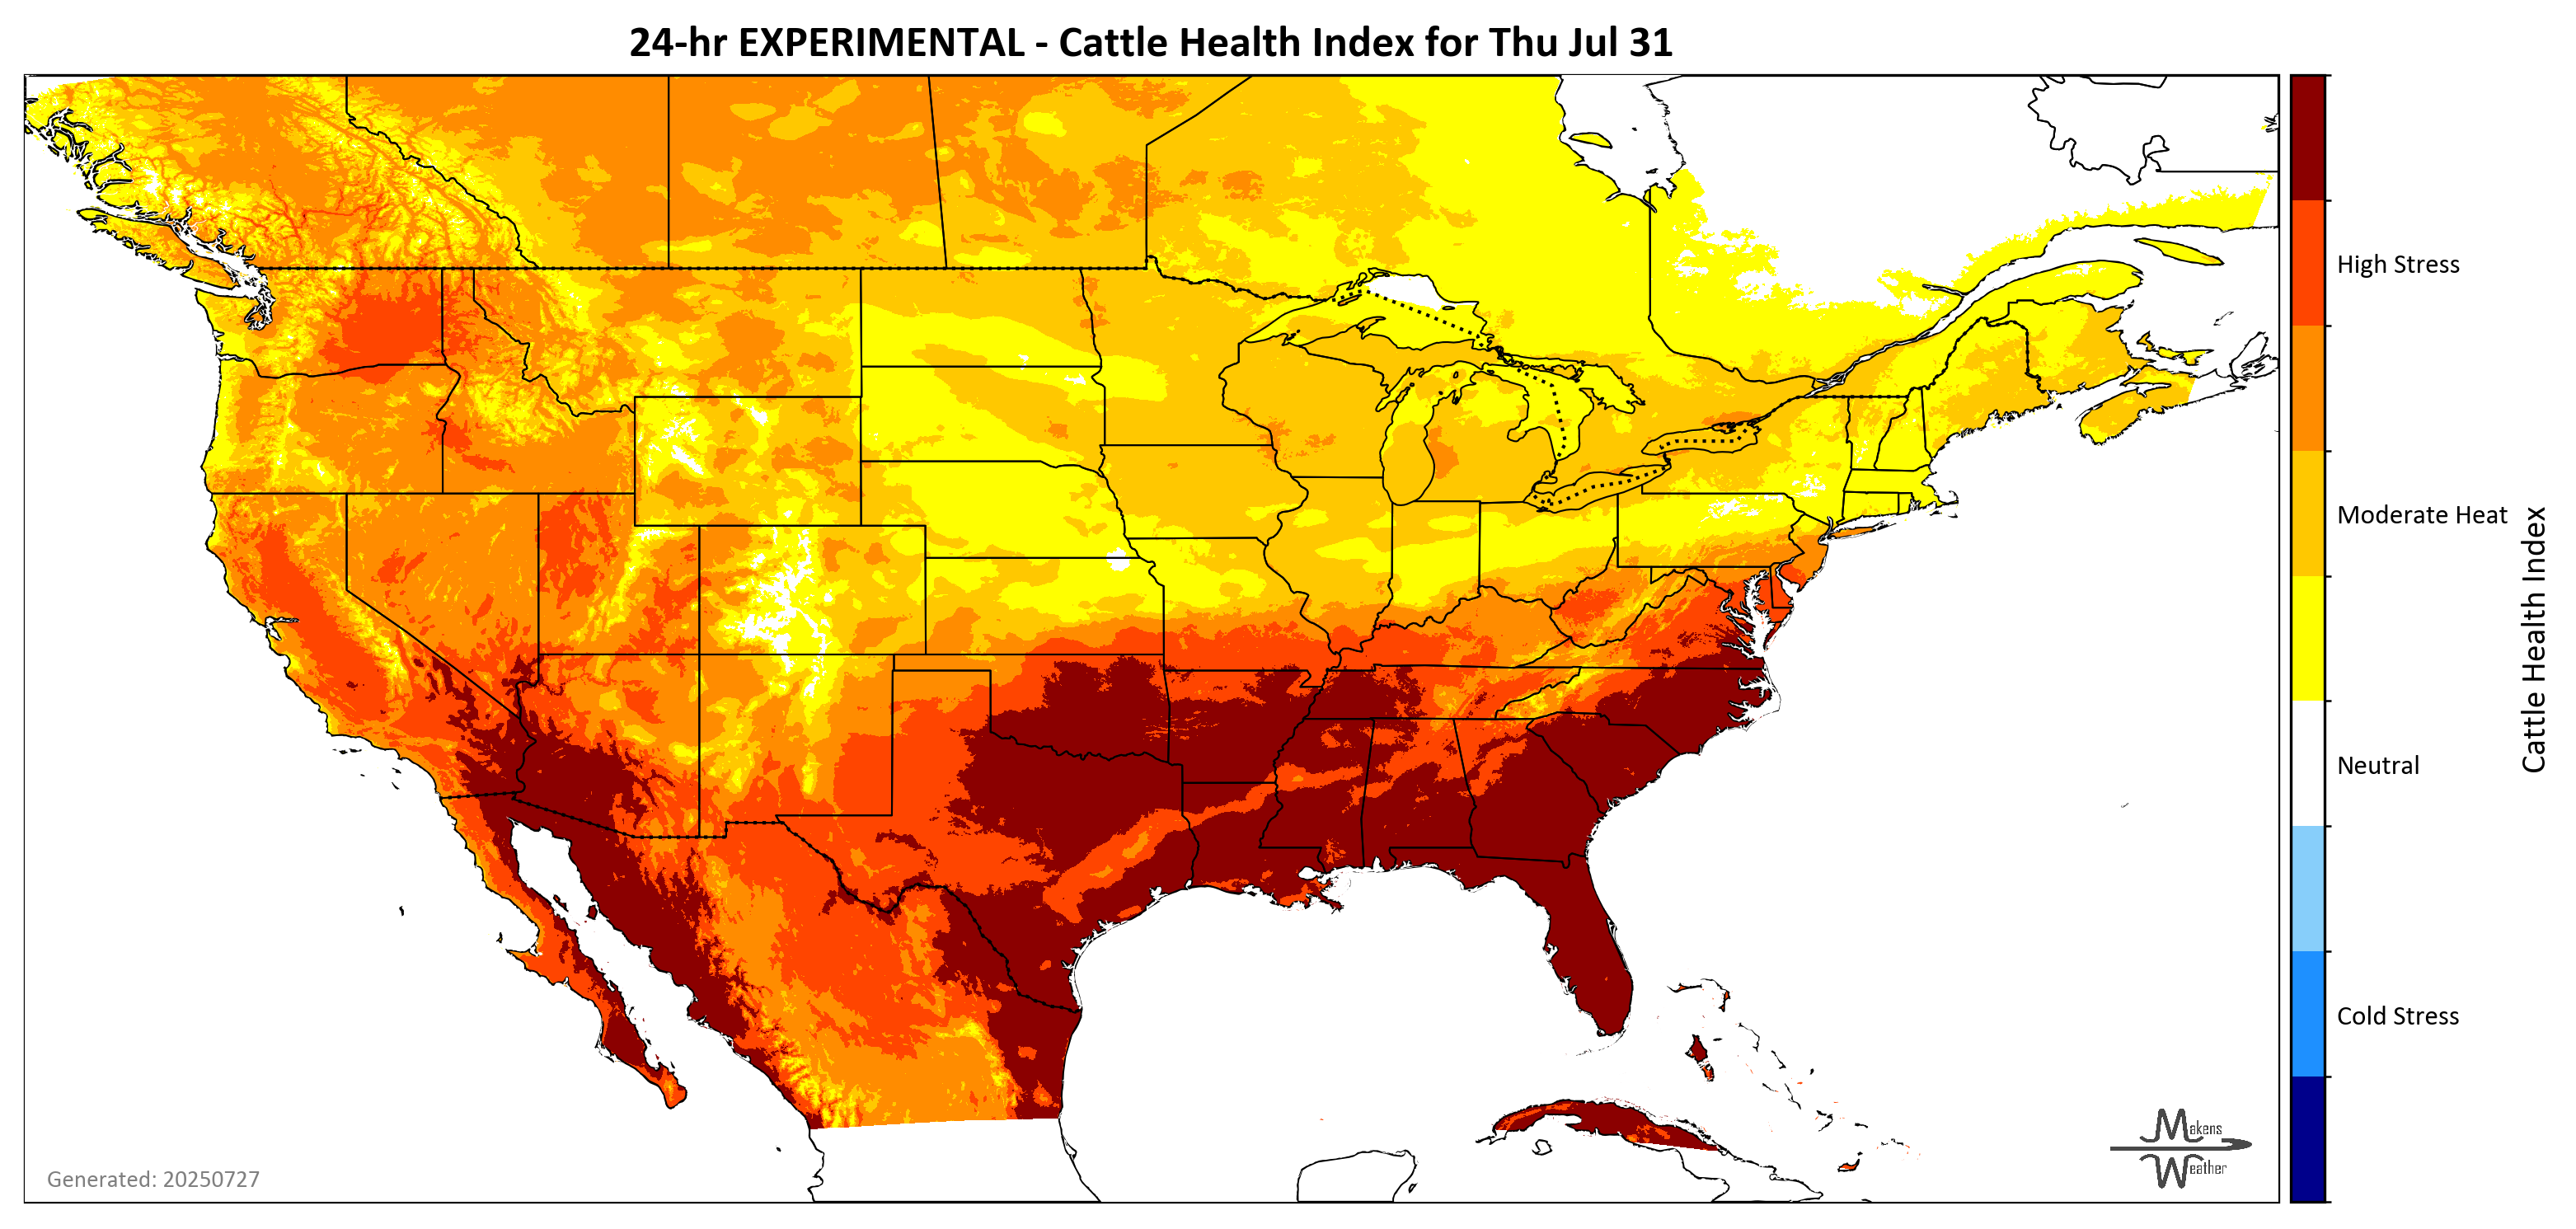 24-hr EXPERIMENTAL - Cattle Health Index for Thu Jul 31
High Stress
Moderate Heat
Neutral
Cold Stress
Cattle Health Index
Generated: 20250727
Makens
Weather